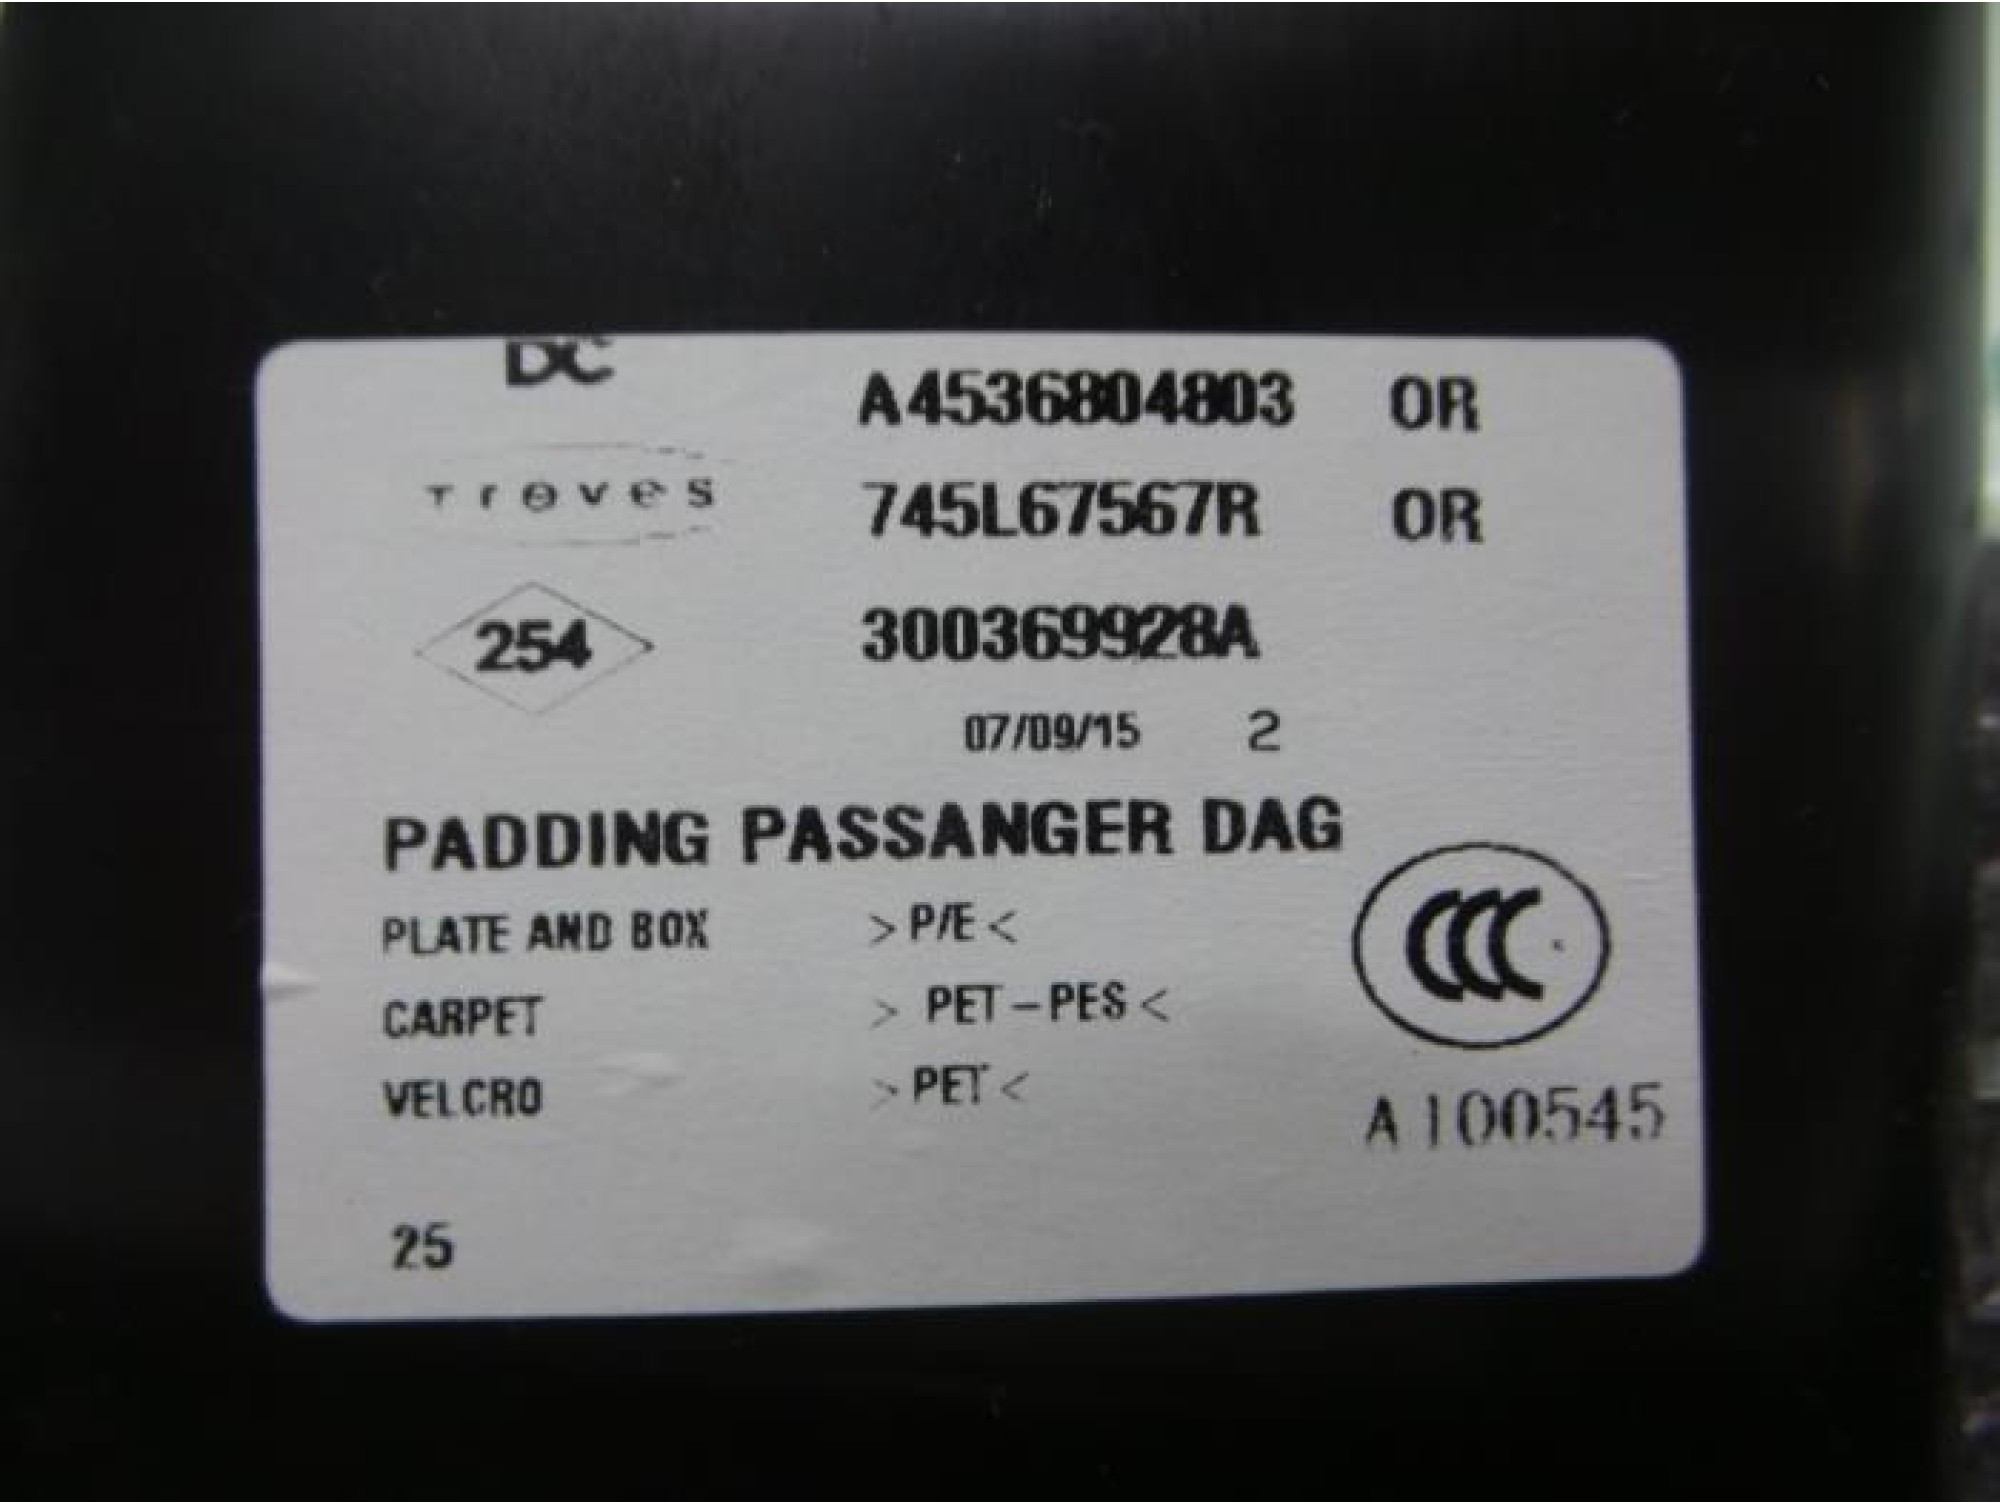 DC
A4536804803 OR
Treves
745L67567R OR
254
300369928A
07/09/15 2
PADDING PASSANGER DAG
PLATE AND BOX >P/E<
CCC
CARPET > PET-PES <
VELCRO >PET<
A100545
25